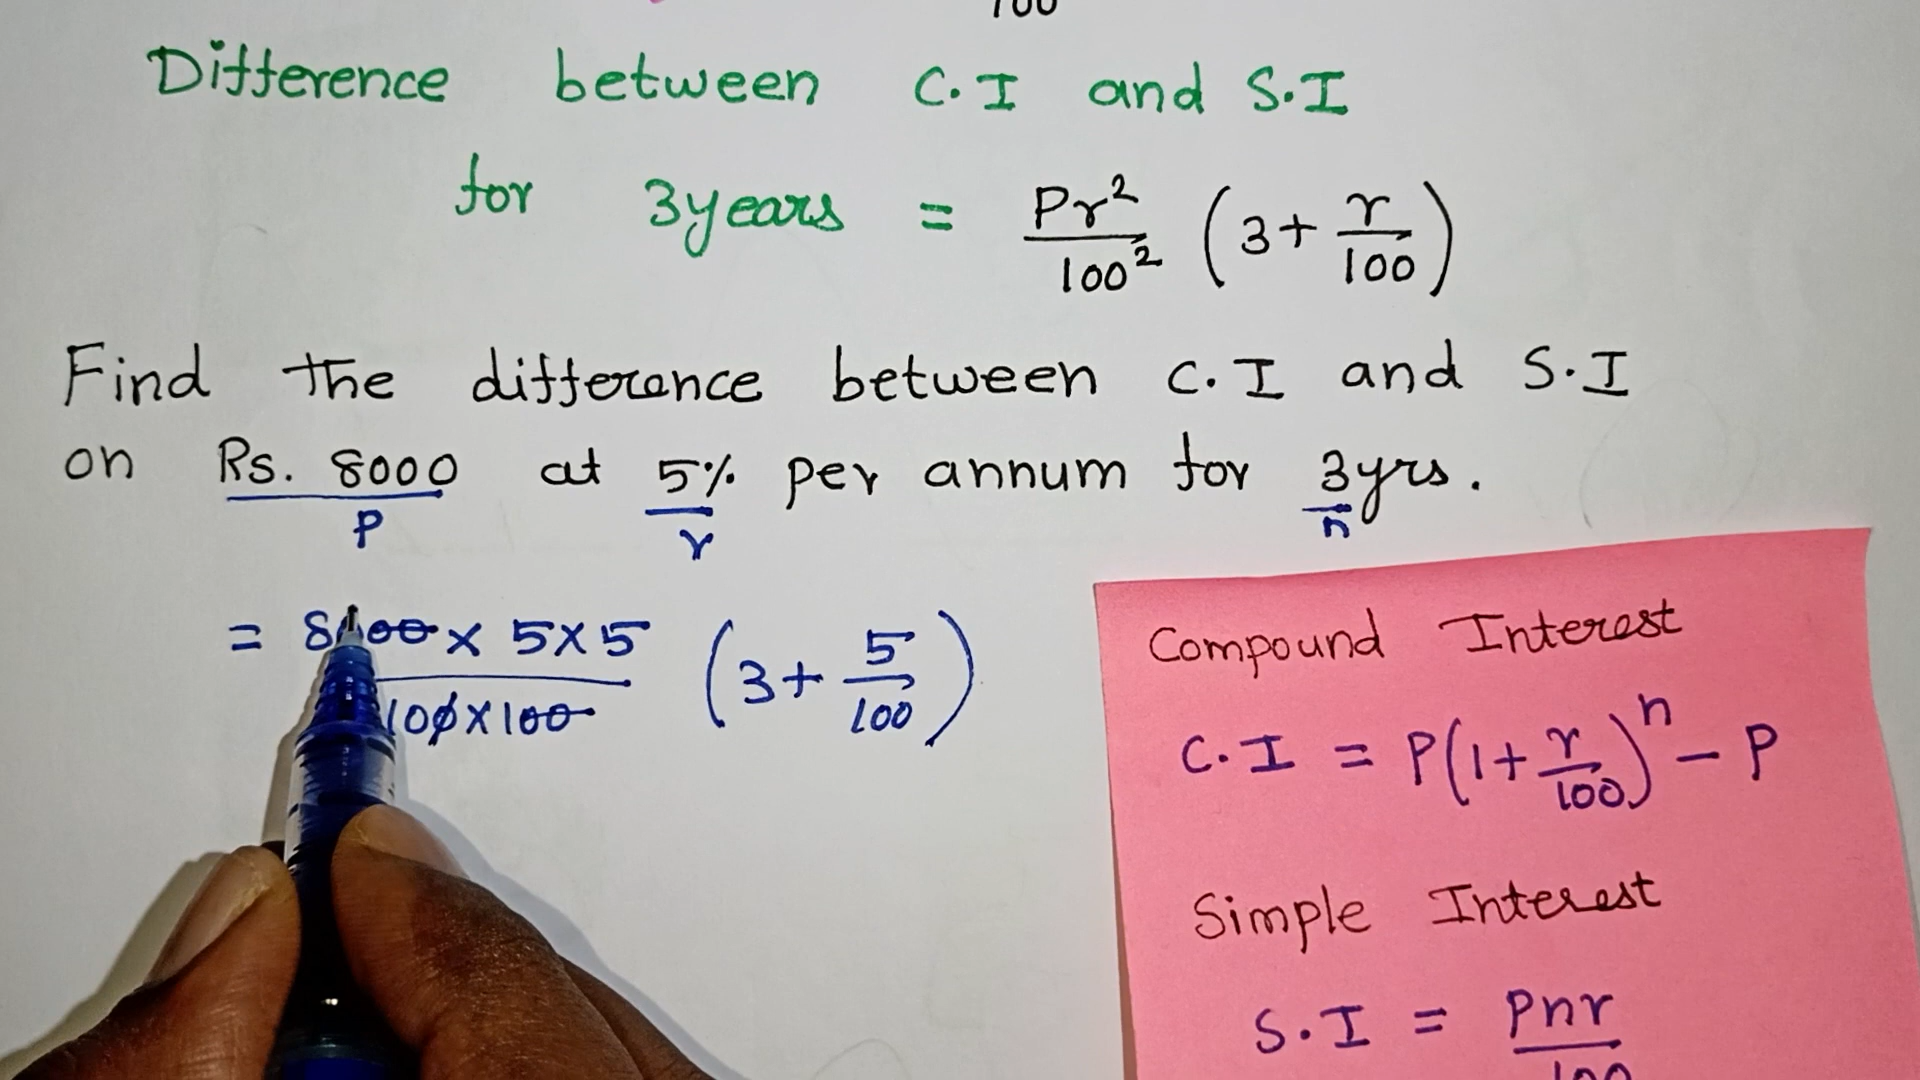 100
Difference between C.I and S.I
for 3years = Pr²/100² (3 + r/100)
Find the difference between C.I and S.I
on Rs. 8000 at 5% per annum for 3yrs.
P r n
= 8000 × 5 × 5 / 100 × 100 (3 + 5/100)
Compound Interest
C.I = P(1 + r/100)ⁿ - P
Simple Interest
S.I = Pnr/100